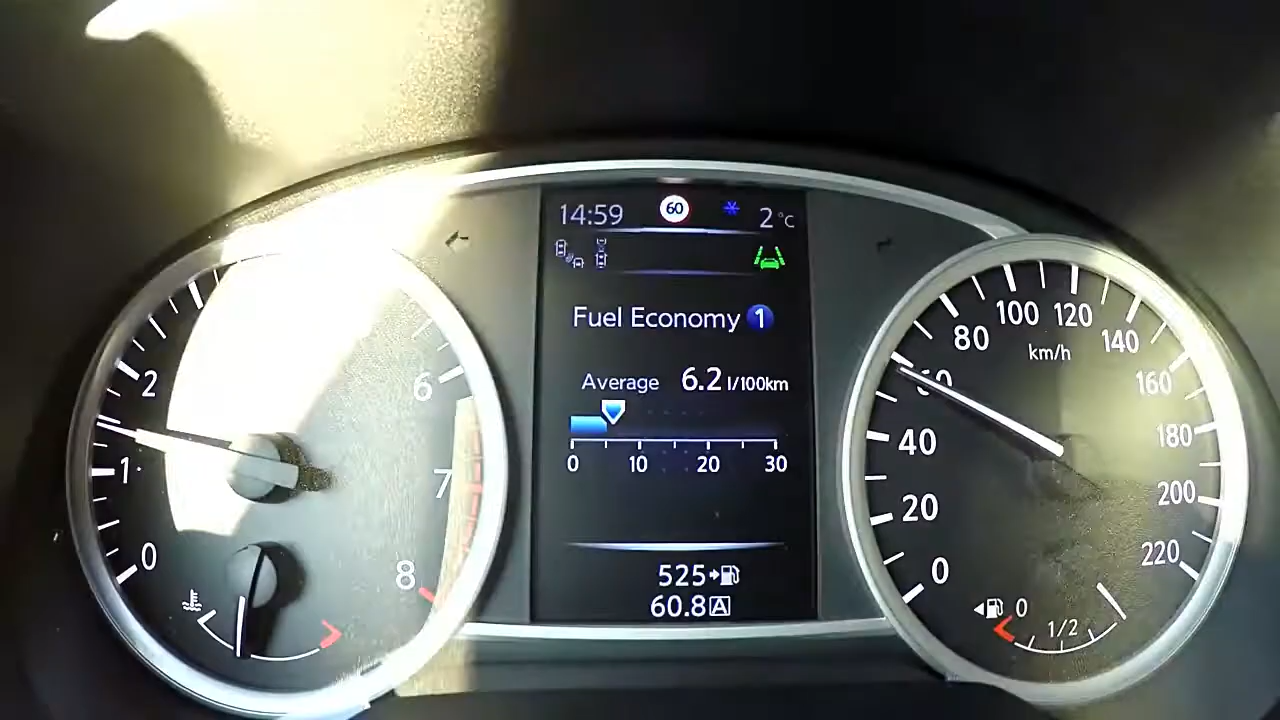 14:59 60 2°C
Fuel Economy 1
Average 6.2 l/100km
0 10 20 30
525
60.8 A
0 1 2 6 7 8
0 20 40 60 80 100 120 140 160 180 200 220
km/h
0 1/2